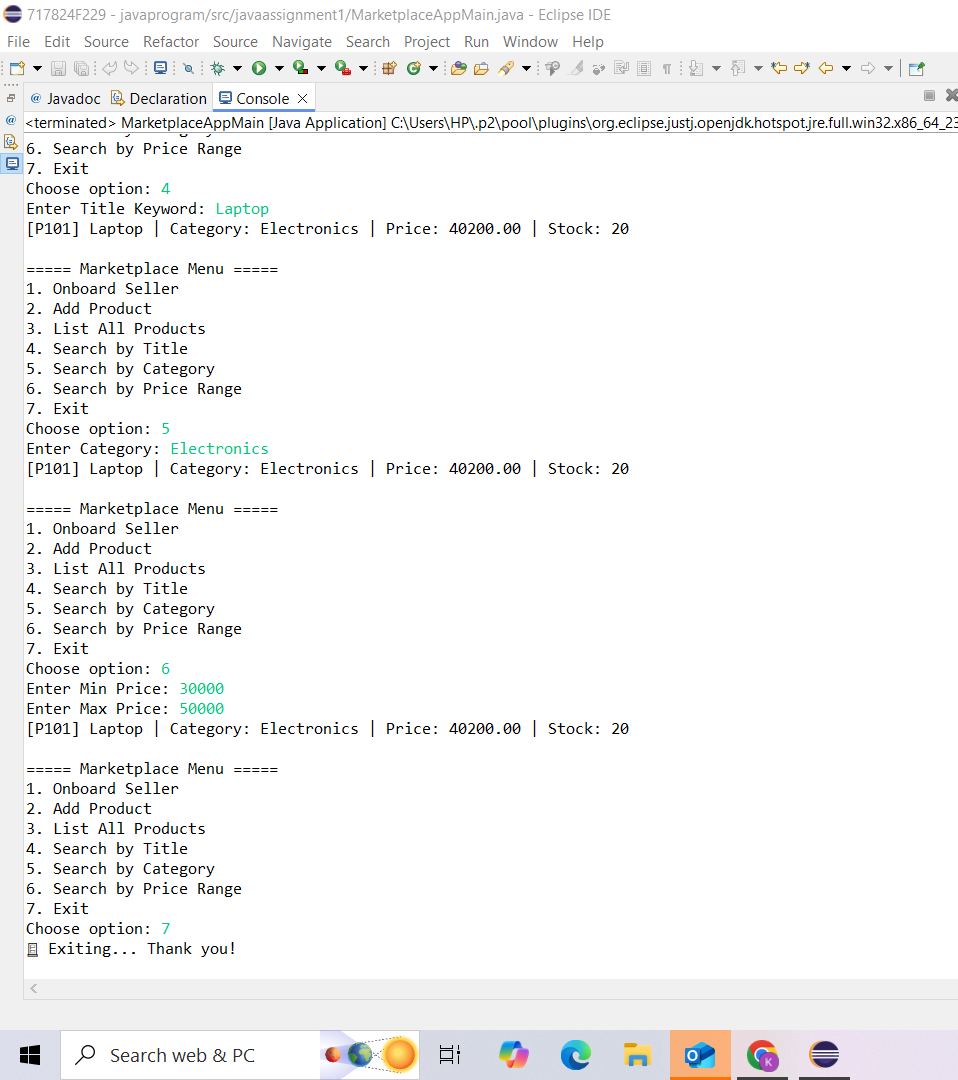 717824F229 - javaprogram/src/javaassignment1/MarketplaceAppMain.java - Eclipse IDE
File Edit Source Refactor Source Navigate Search Project Run Window Help
@ Javadoc Declaration Console
<terminated> MarketplaceAppMain [Java Application] C:\Users\HP\.p2\pool\plugins\org.eclipse.justj.openjdk.hotspot.jre.full.win32.x86_64_23
6. Search by Price Range
7. Exit
Choose option: 4
Enter Title Keyword: Laptop
[P101] Laptop | Category: Electronics | Price: 40200.00 | Stock: 20
===== Marketplace Menu =====
1. Onboard Seller
2. Add Product
3. List All Products
4. Search by Title
5. Search by Category
6. Search by Price Range
7. Exit
Choose option: 5
Enter Category: Electronics
[P101] Laptop | Category: Electronics | Price: 40200.00 | Stock: 20
===== Marketplace Menu =====
1. Onboard Seller
2. Add Product
3. List All Products
4. Search by Title
5. Search by Category
6. Search by Price Range
7. Exit
Choose option: 6
Enter Min Price: 30000
Enter Max Price: 50000
[P101] Laptop | Category: Electronics | Price: 40200.00 | Stock: 20
===== Marketplace Menu =====
1. Onboard Seller
2. Add Product
3. List All Products
4. Search by Title
5. Search by Category
6. Search by Price Range
7. Exit
Choose option: 7
Exiting... Thank you!
Search web & PC